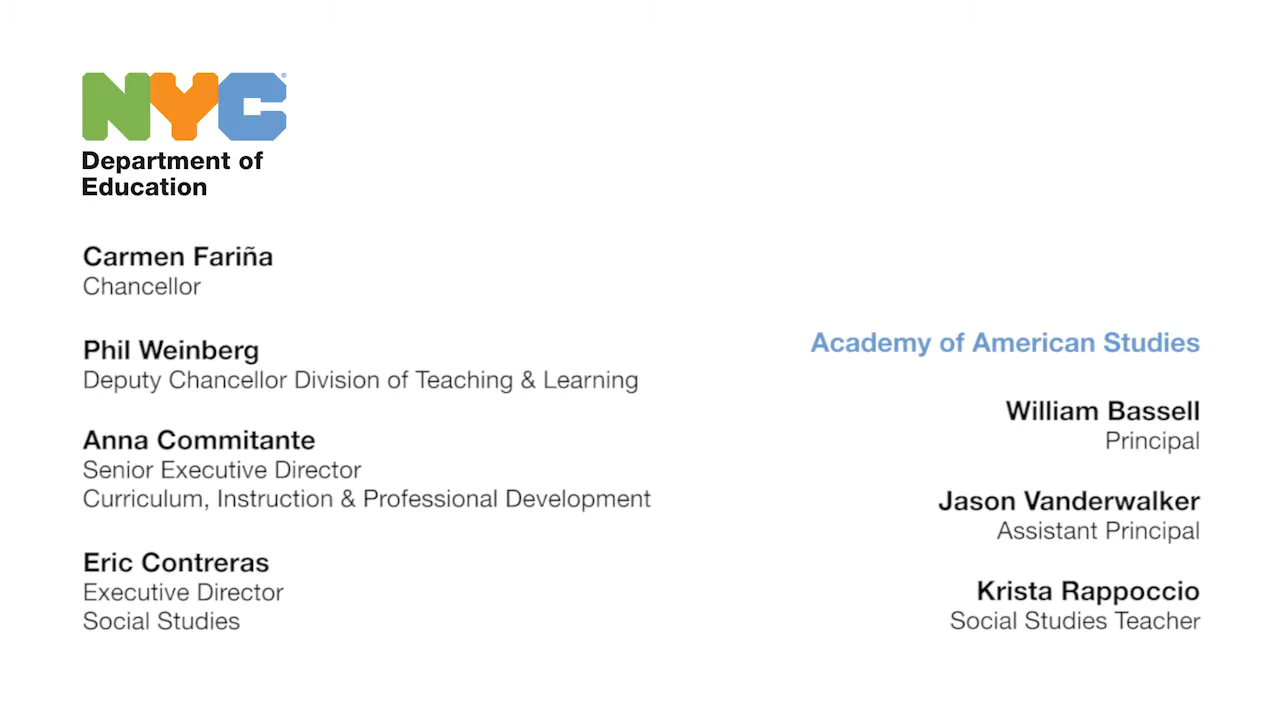 NYC®
Department of
Education
Carmen Fariña
Chancellor
Phil Weinberg
Deputy Chancellor Division of Teaching & Learning
Anna Commitante
Senior Executive Director
Curriculum, Instruction & Professional Development
Eric Contreras
Executive Director
Social Studies
Academy of American Studies
William Bassell
Principal
Jason Vanderwalker
Assistant Principal
Krista Rappoccio
Social Studies Teacher